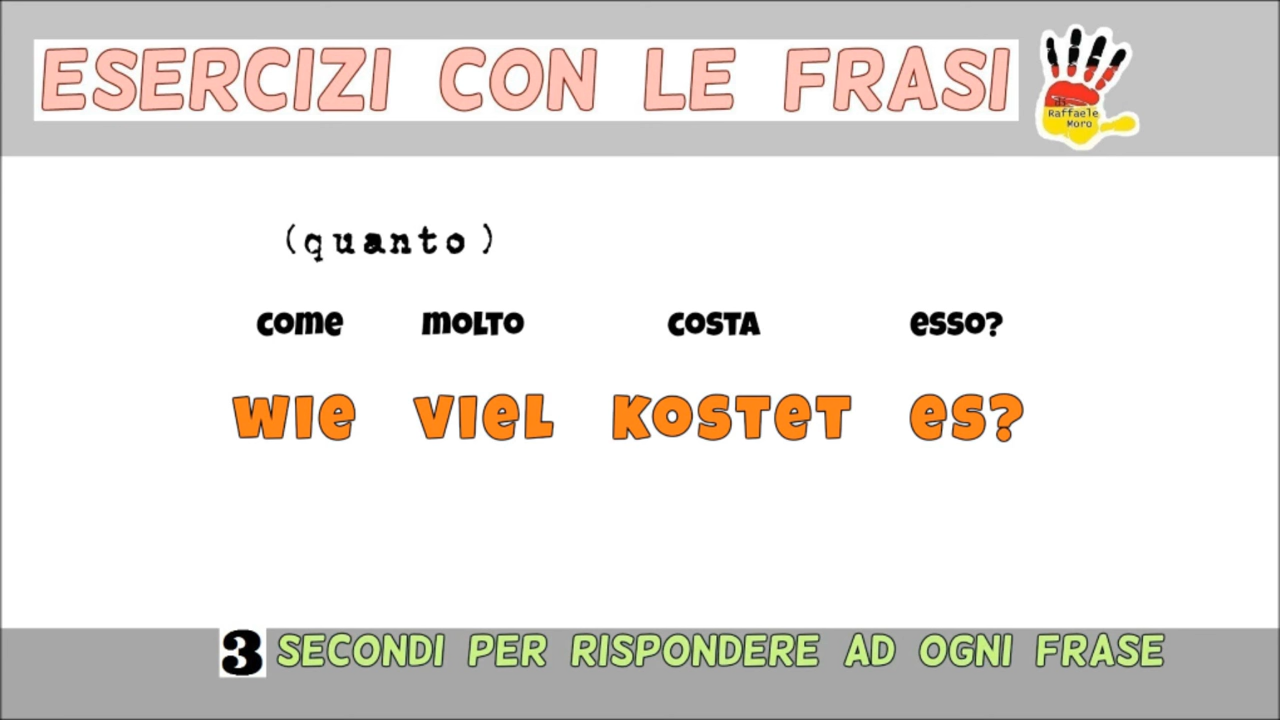 ESERCIZI CON LE FRASI
di
Raffaele
Moro
(quanto)
come molto costa esso?
wie viel kostet es?
3 SECONDI PER RISPONDERE AD OGNI FRASE